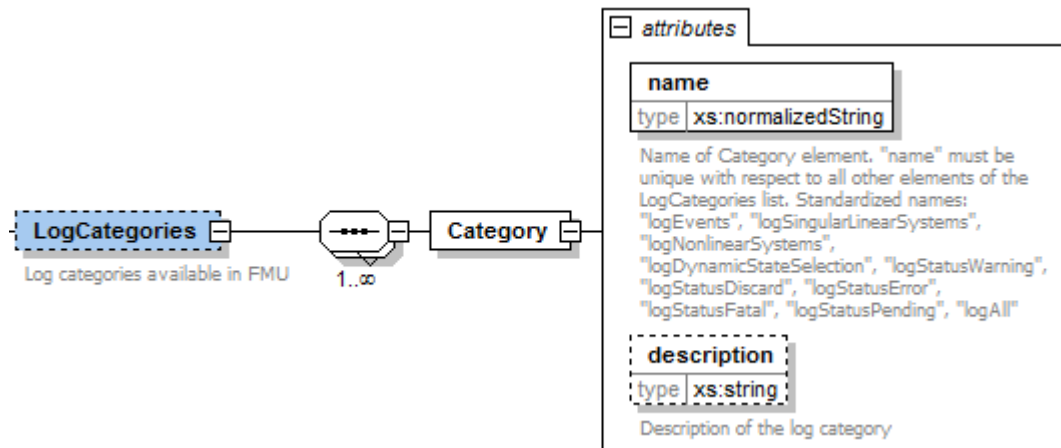 attributes
name
type xs:normalizedString
Name of Category element. "name" must be
unique with respect to all other elements of the
LogCategories list. Standardized names:
"logEvents", "logSingularLinearSystems",
"logNonlinearSystems",
"logDynamicStateSelection", "logStatusWarning",
"logStatusDiscard", "logStatusError",
"logStatusFatal", "logStatusPending", "logAll"
LogCategories
Log categories available in FMU
1..∞
Category
description
type xs:string
Description of the log category